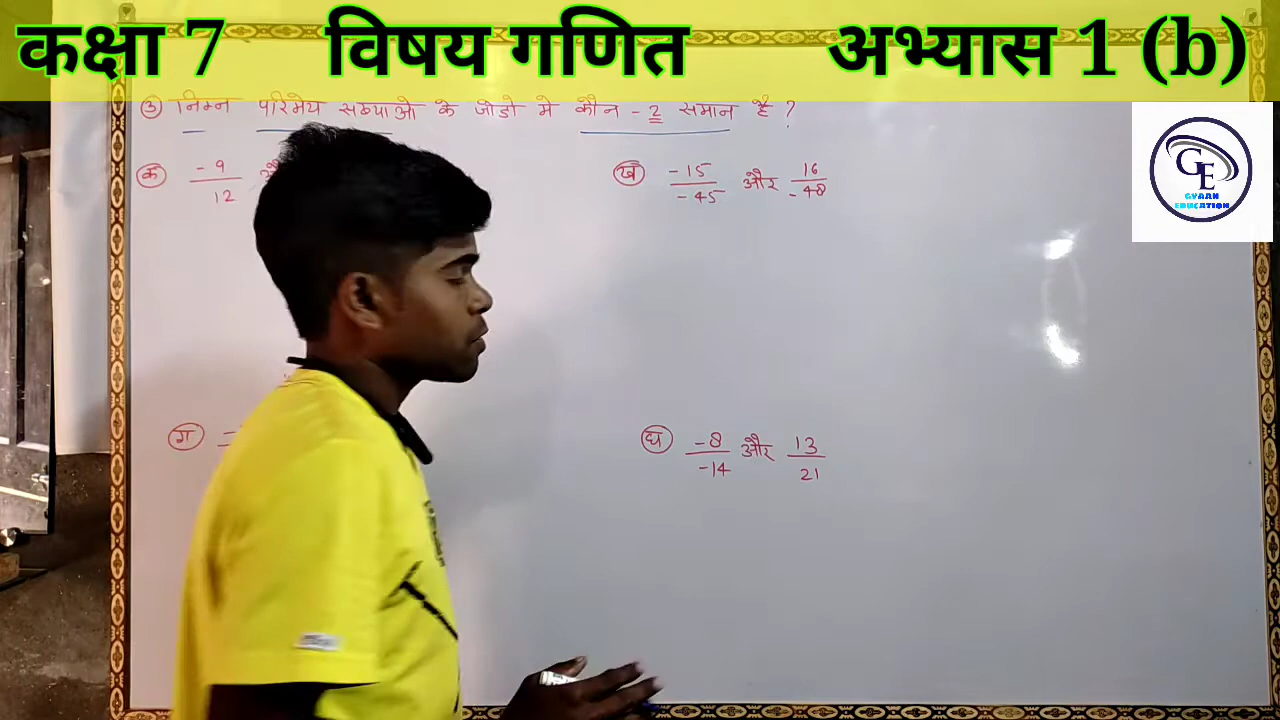 कक्षा 7 विषय गणित अभ्यास 1 (b)
③ निम्न परिमेय संख्याओ के जोडो मे कौन - 2 समान है ?
क -9/12
ख -15/-45 और 16/-48
GE
GYAAN
EDUCATION
ग
घ -8/-14 और 13/21